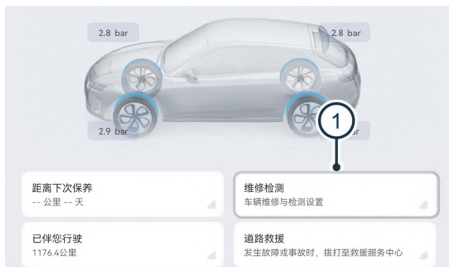 2.8 bar
2.8 bar
2.9 bar
bar
1
距离下次保养
-- 公里 -- 天
维修检测
车辆维修与检测设置
已伴您行驶
1176.4公里
道路救援
发生故障或事故时，拨打至救援服务中心